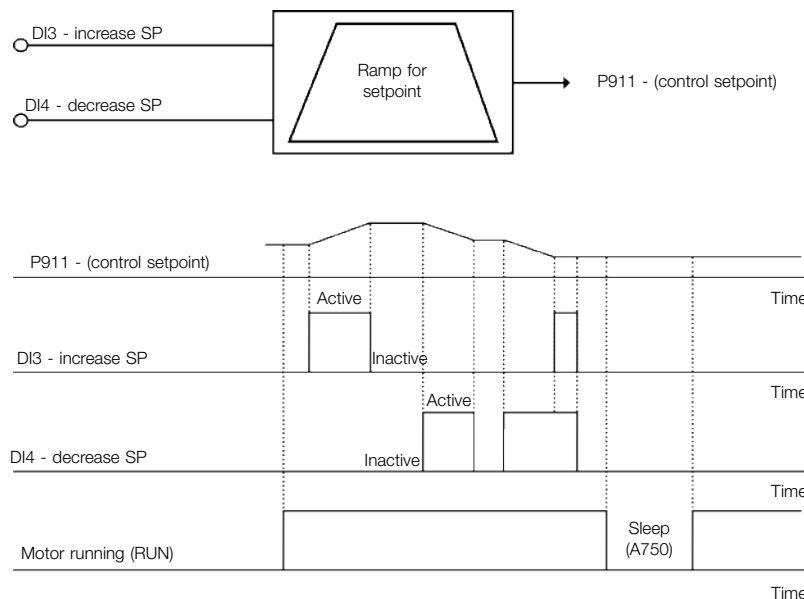 DI3 - increase SP
Ramp for
setpoint
P911 - (control setpoint)
DI4 - decrease SP
P911 - (control setpoint)
Time
Active
DI3 - increase SP
Inactive
Time
Active
DI4 - decrease SP
Inactive
Time
Sleep
(A750)
Motor running (RUN)
Time